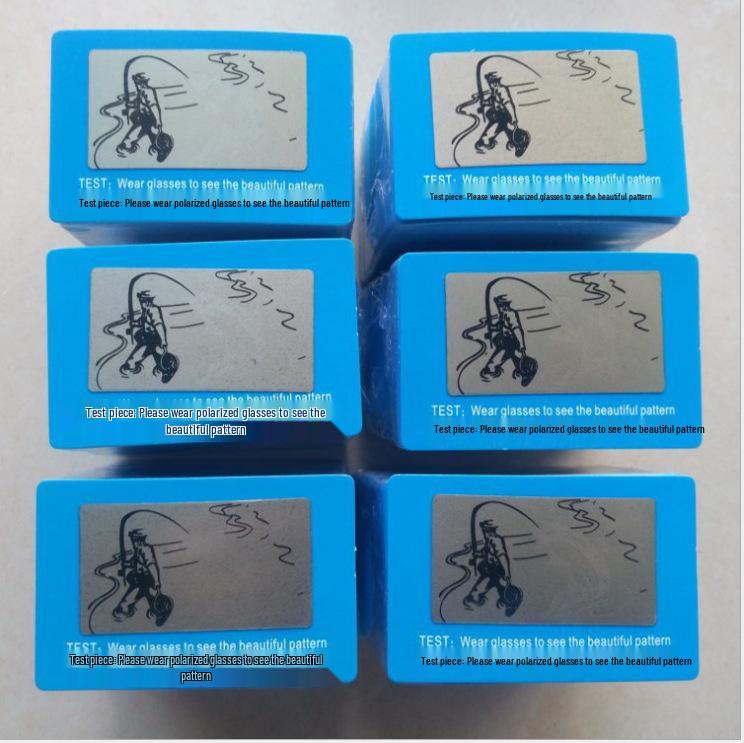 TEST: Wear glasses to see the beautiful pattern
Test piece: Please wear polarized glasses to see the beautiful pattern
TEST: Wear glasses to see the beautiful pattern
Test piece: Please wear polarized glasses to see the beautiful pattern
to see the beautiful pattern
Test piece: Please wear polarized glasses to see the
beautiful pattern
TEST: Wear glasses to see the beautiful pattern
Test piece: Please wear polarized glasses to see the beautiful pattern
TEST: Wear glasses to see the beautiful pattern
Test piece: Please wear polarized glasses to see the beautiful
pattern
TEST: Wear glasses to see the beautiful pattern
Test piece: Please wear polarized glasses to see the beautiful pattern